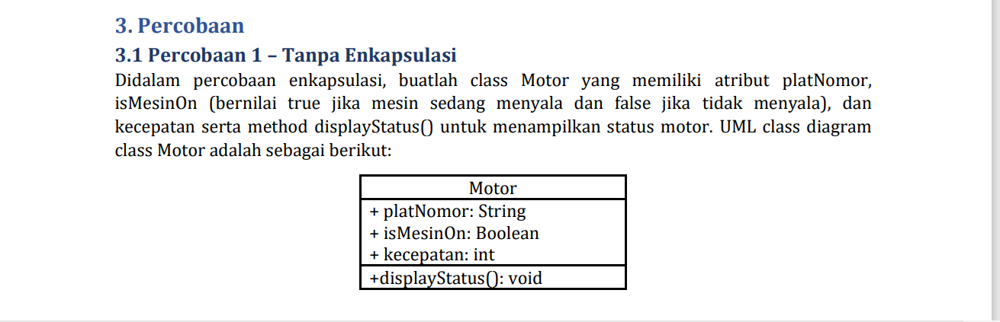 3. Percobaan
3.1 Percobaan 1 – Tanpa Enkapsulasi
Didalam percobaan enkapsulasi, buatlah class Motor yang memiliki atribut platNomor,
isMesinOn (bernilai true jika mesin sedang menyala dan false jika tidak menyala), dan
kecepatan serta method displayStatus() untuk menampilkan status motor. UML class diagram
class Motor adalah sebagai berikut:
Motor
+ platNomor: String
+ isMesinOn: Boolean
+ kecepatan: int
+displayStatus(): void